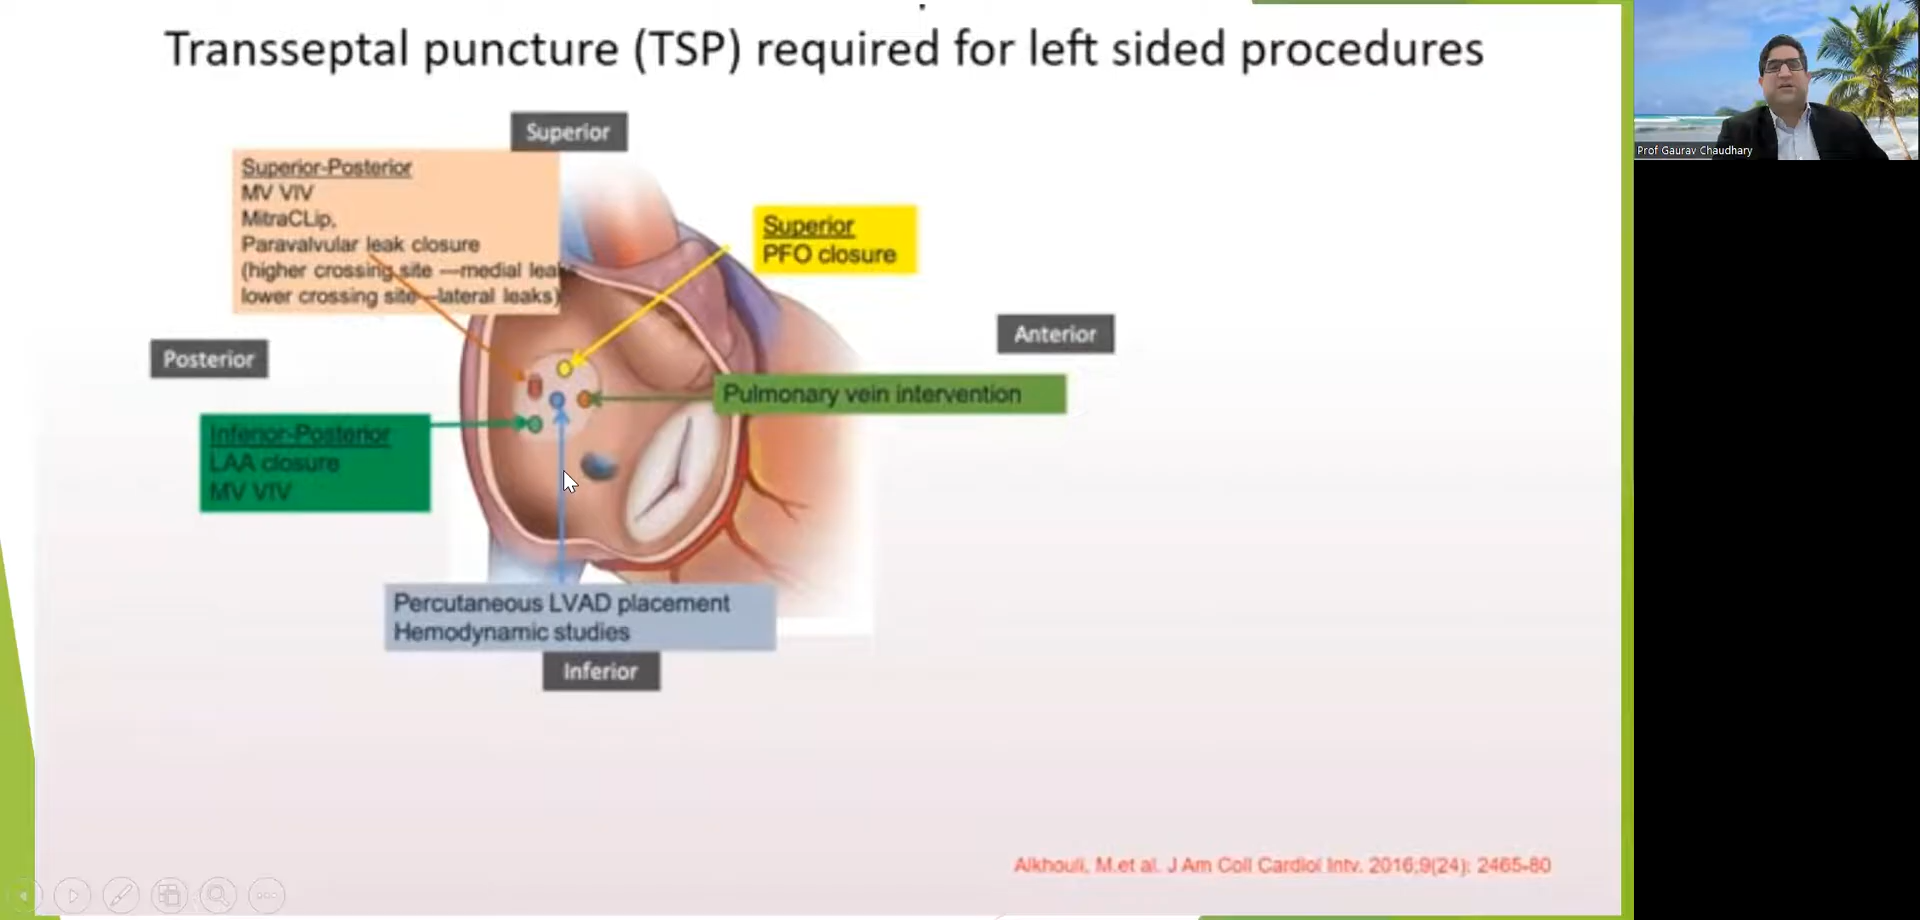 Transseptal puncture (TSP) required for left sided procedures
Superior
Superior-Posterior
MV VIV
MitraCLip,
Paravalvular leak closure
(higher crossing site —medial leak
lower crossing site—lateral leaks)
Superior
PFO closure
Anterior
Posterior
Pulmonary vein intervention
Inferior-Posterior
LAA closure
MV VIV
Percutaneous LVAD placement
Hemodynamic studies
Inferior
Alkhouli, M.et al. J Am Coll Cardiol Intv. 2016;9(24): 2465-80
Prof Gaurav Chaudhary